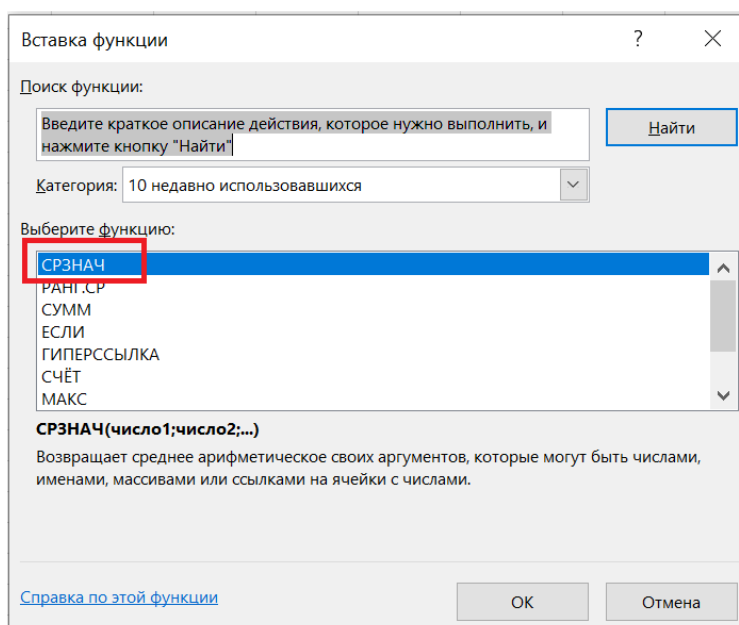 Вставка функции
?
Поиск функции:
Введите краткое описание действия, которое нужно выполнить, и
нажмите кнопку "Найти"
Найти
Категория: 10 недавно использовавшихся
Выберите функцию:
СРЗНАЧ
РАНГ.СР
СУММ
ЕСЛИ
ГИПЕРССЫЛКА
СЧЁТ
МАКС
СРЗНАЧ(число1;число2;...)
Возвращает среднее арифметическое своих аргументов, которые могут быть числами,
именами, массивами или ссылками на ячейки с числами.
Справка по этой функции
ОК
Отмена